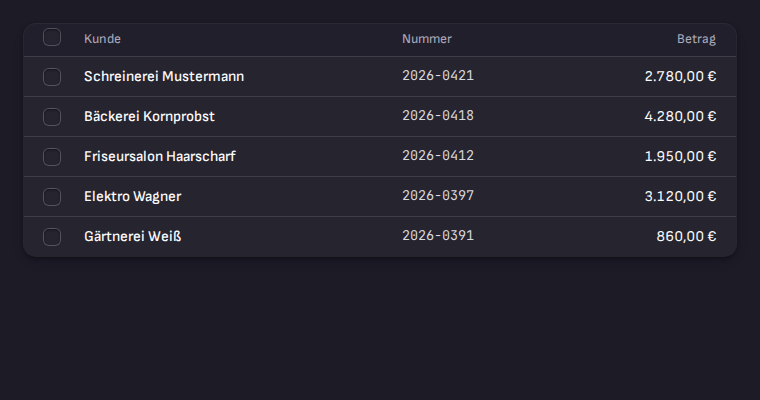 Kunde Nummer Betrag
Schreinerei Mustermann 2026-0421 2.780,00 €
Bäckerei Kornprobst 2026-0418 4.280,00 €
Friseursalon Haarscharf 2026-0412 1.950,00 €
Elektro Wagner 2026-0397 3.120,00 €
Gärtnerei Weiß 2026-0391 860,00 €